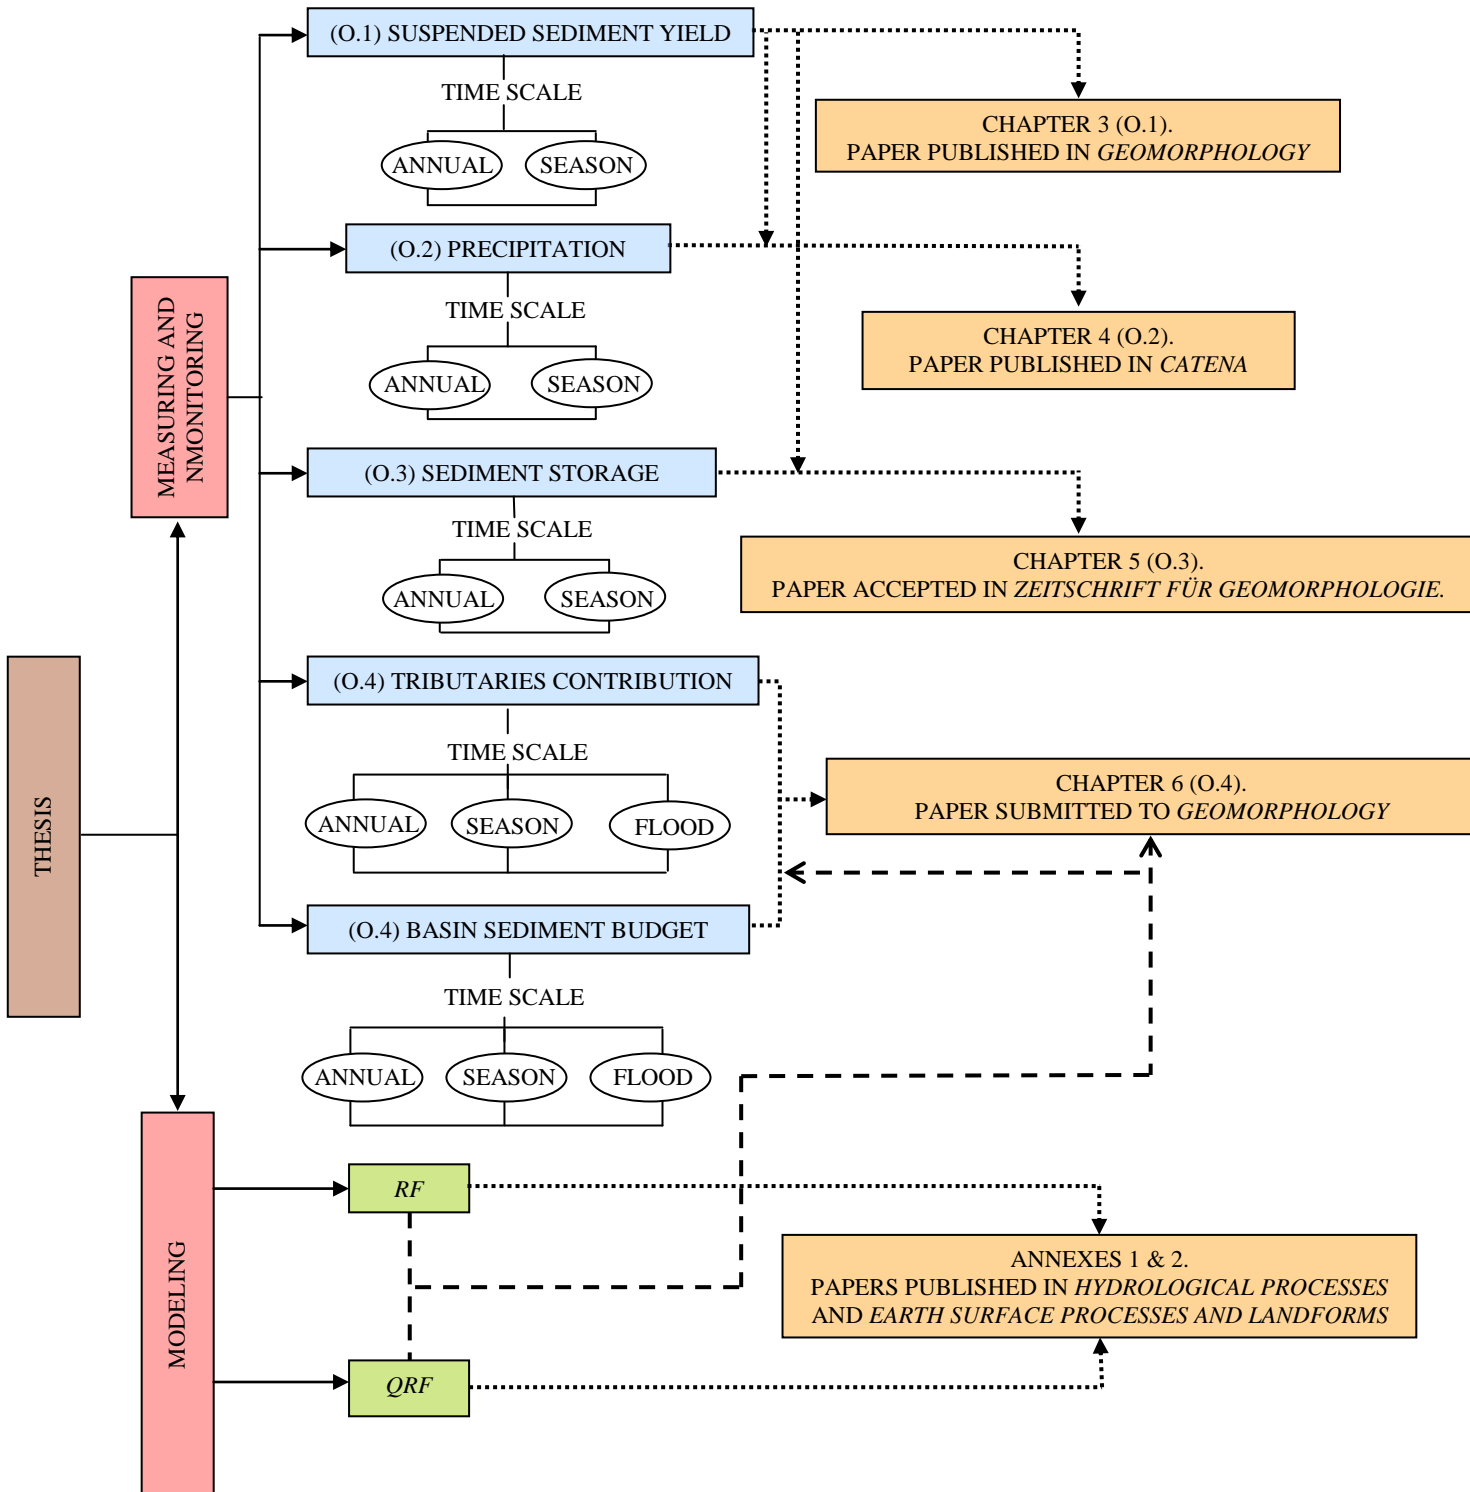 (O.1) SUSPENDED SEDIMENT YIELD
TIME SCALE
ANNUAL
SEASON
CHAPTER 3 (O.1).
PAPER PUBLISHED IN GEOMORPHOLOGY
(O.2) PRECIPITATION
TIME SCALE
ANNUAL
SEASON
CHAPTER 4 (O.2).
PAPER PUBLISHED IN CATENA
MEASURING AND
NMONITORING
(O.3) SEDIMENT STORAGE
TIME SCALE
ANNUAL
SEASON
CHAPTER 5 (O.3).
PAPER ACCEPTED IN ZEITSCHRIFT FÜR GEOMORPHOLOGIE.
THESIS
(O.4) TRIBUTARIES CONTRIBUTION
TIME SCALE
ANNUAL
SEASON
FLOOD
CHAPTER 6 (O.4).
PAPER SUBMITTED TO GEOMORPHOLOGY
(O.4) BASIN SEDIMENT BUDGET
TIME SCALE
ANNUAL
SEASON
FLOOD
MODELING
RF
ANNEXES 1 & 2.
PAPERS PUBLISHED IN HYDROLOGICAL PROCESSES
AND EARTH SURFACE PROCESSES AND LANDFORMS
QRF